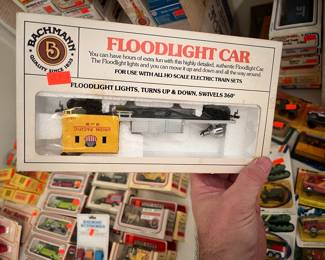 BACHMANN
QUALITY SINCE 1833
FLOODLIGHT CAR
You can have hours of extra fun with this highly detailed, authentic Floodlight Car.
The Floodlight lights and you can move it up and down and all the way around.
FOR USE WITH ALL HO SCALE ELECTRIC TRAIN SETS
FLOODLIGHT LIGHTS, TURNS UP & DOWN, SWIVELS 360°
UNION PACIFIC